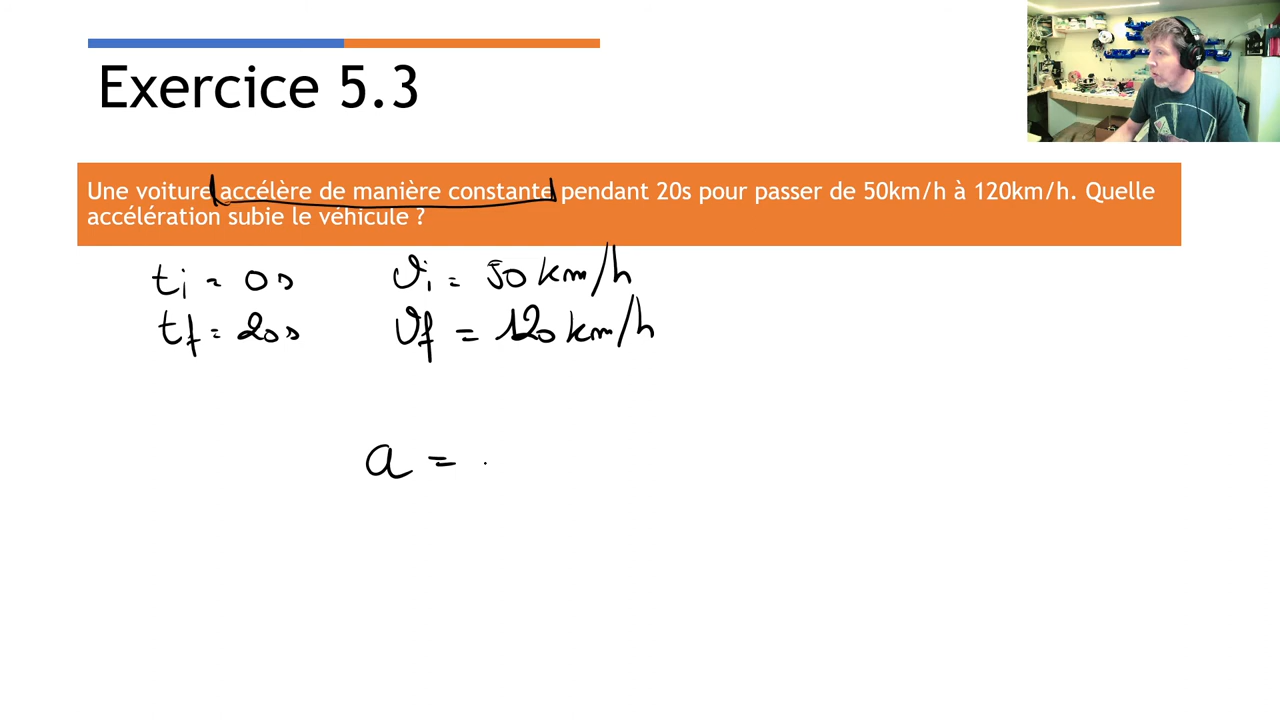 Exercice 5.3
Une voiture accélère de manière constante pendant 20s pour passer de 50km/h à 120km/h. Quelle
accélération subie le véhicule ?
ti = 0s vi = 50 km/h
tf = 20s vf = 120 km/h
a =